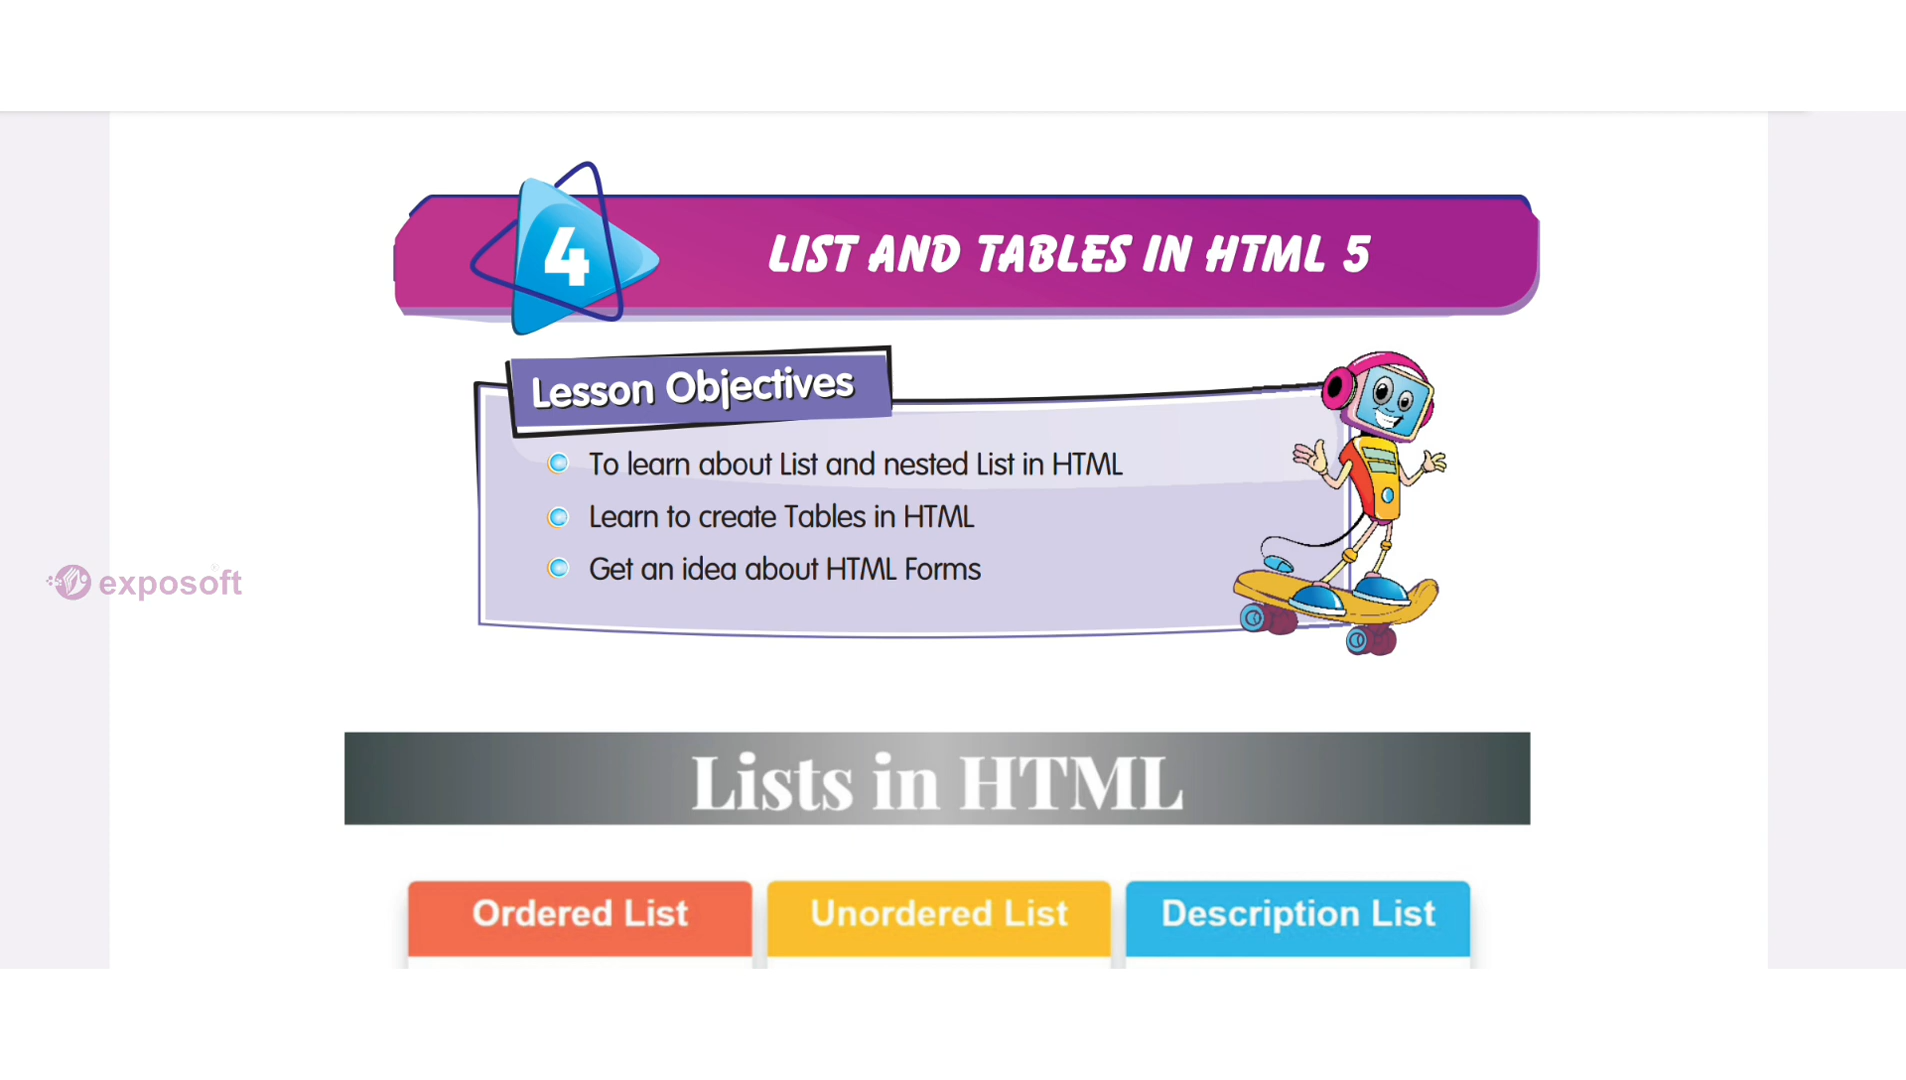 4
LIST AND TABLES IN HTML 5
Lesson Objectives
To learn about List and nested List in HTML
Learn to create Tables in HTML
Get an idea about HTML Forms
exposoft
Lists in HTML
Ordered List
Unordered List
Description List